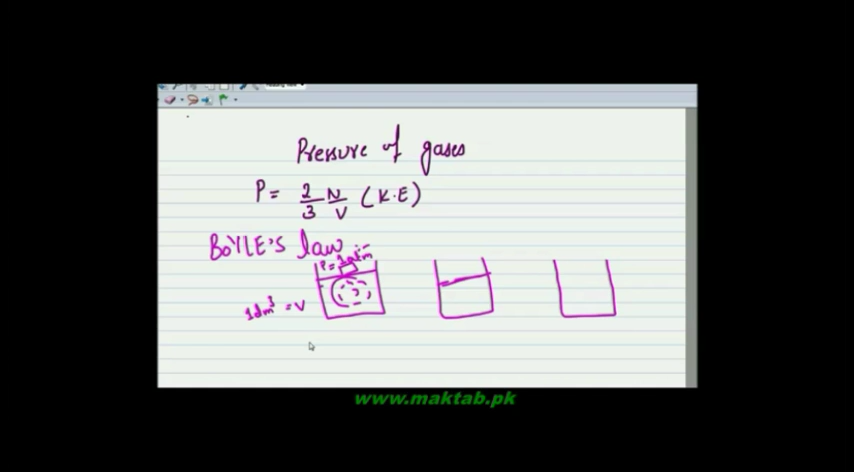 Pressure of gases
P = 2/3 N/V (K.E)
BOYLE'S law
P = 1 atm
1dm³ = V
www.maktab.pk